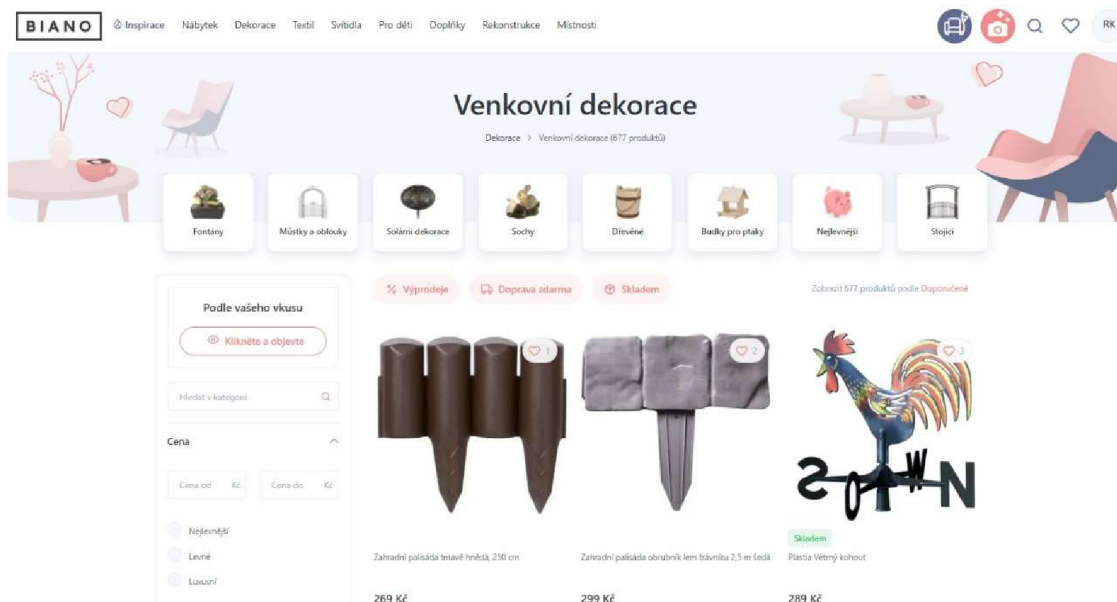 BIANO
Inspirace Nábytek Dekorace Textil Svítidla Pro děti Doplňky Rekonstrukce Místnosti
RK
Venkovní dekorace
Dekorace > Venkovní dekorace (677 produktů)
Fontány
Můstky a oblouky
Solární dekorace
Sochy
Dřevěné
Budky pro ptáky
Nejlevnější
Stojící
Podle vašeho vkusu
Klikněte a objevte
Hledat v kategorii
Cena
Cena od Kč
Cena do Kč
Nejlevnější
Levné
Luxusní
% Výprodeje
Doprava zdarma
Skladem
Zobrazit 677 produktů podle Doporučené
1
Zahradní palisáda tmavě hnědá, 250 cm
269 Kč
2
Zahradní palisáda obrubník lem trávníku 2,5 m šedá
299 Kč
3
S O W N
Skladem
Plastia Větrný kohout
289 Kč